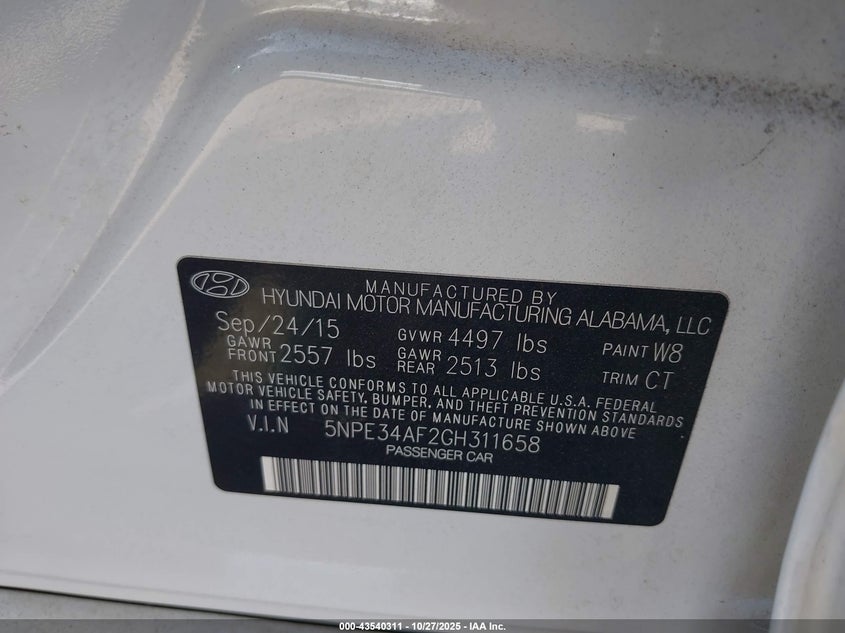 MANUFACTURED BY
HYUNDAI MOTOR MANUFACTURING ALABAMA, LLC
Sep/24/15 GVWR 4497 lbs PAINT W8
GAWR FRONT 2557 lbs GAWR REAR 2513 lbs TRIM CT
THIS VEHICLE CONFORMS TO ALL APPLICABLE U.S.A. FEDERAL
MOTOR VEHICLE SAFETY, BUMPER, AND THEFT PREVENTION STANDARDS
IN EFFECT ON THE DATE OF MANUFACTURE SHOWN ABOVE.
V.I.N 5NPE34AF2GH311658
PASSENGER CAR
000-43540311 - 10/27/2025 - IAA Inc.